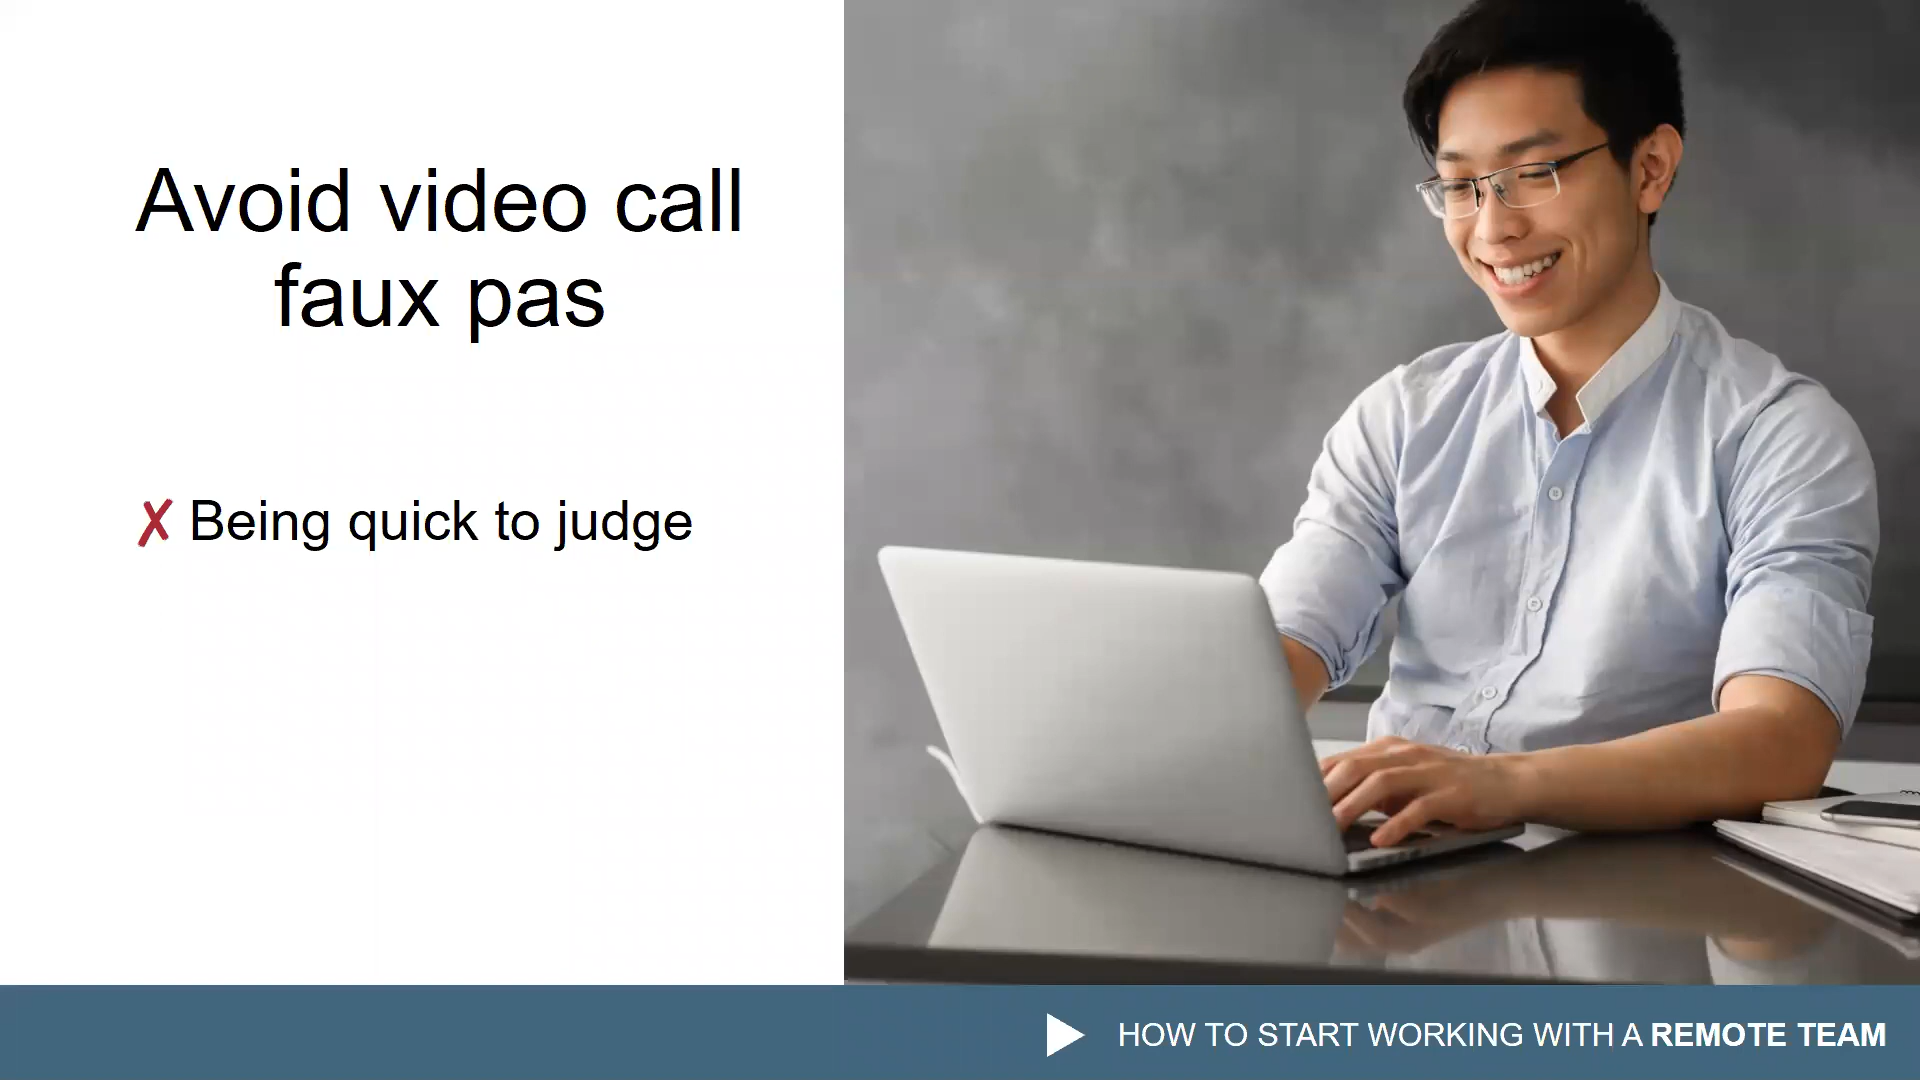 Avoid video call
faux pas
✗ Being quick to judge
HOW TO START WORKING WITH A REMOTE TEAM